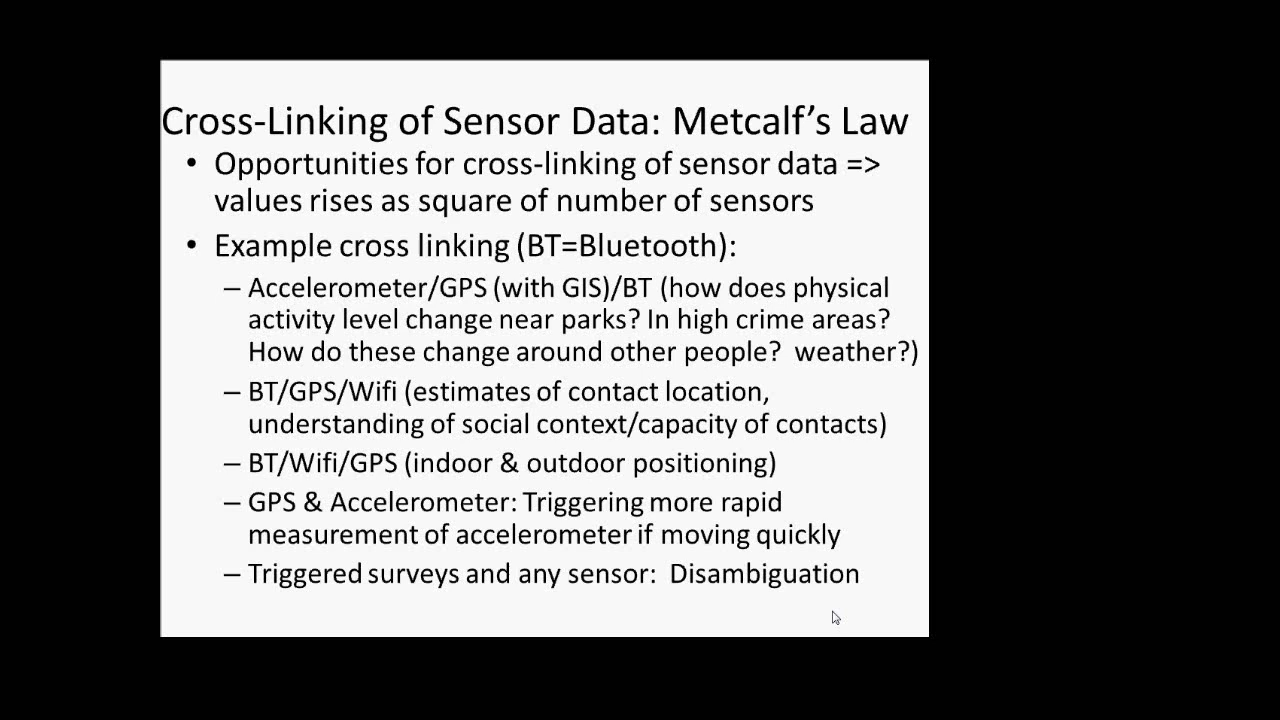 Cross-Linking of Sensor Data: Metcalf's Law
• Opportunities for cross-linking of sensor data =>
values rises as square of number of sensors
• Example cross linking (BT=Bluetooth):
– Accelerometer/GPS (with GIS)/BT (how does physical
activity level change near parks? In high crime areas?
How do these change around other people?  weather?)
– BT/GPS/Wifi (estimates of contact location,
understanding of social context/capacity of contacts)
– BT/Wifi/GPS (indoor & outdoor positioning)
– GPS & Accelerometer: Triggering more rapid
measurement of accelerometer if moving quickly
– Triggered surveys and any sensor:  Disambiguation